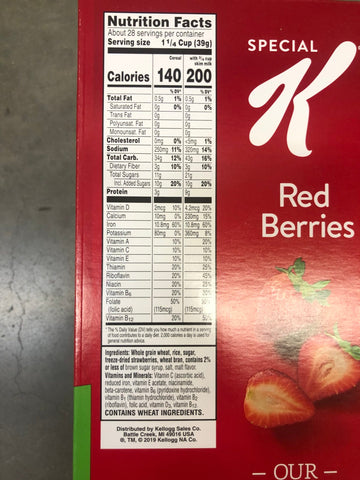 Nutrition Facts
About 28 servings per container
Serving size 1 1/4 Cup (39g)
Cereal with 3/4 cup skim milk
Calories 140 200
% DV* % DV*
Total Fat 0.5g 1% 0.5g 1%
Saturated Fat 0g 0% 0g 0%
Trans Fat 0g 0g
Polyunsat. Fat 0g 0g
Monounsat. Fat 0g 0g
Cholesterol 0mg 0% <5mg 1%
Sodium 250mg 11% 320mg 14%
Total Carb. 34g 12% 43g 16%
Dietary Fiber 3g 10% 3g 10%
Total Sugars 11g 21g
Incl. Added Sugars 10g 20% 10g 20%
Protein 3g 9g
Vitamin D 2mcg 10% 4.2mcg 20%
Calcium 10mg 0% 230mg 15%
Iron 10.8mg 60% 10.8mg 60%
Potassium 80mg 0% 360mg 8%
Vitamin A 10% 20%
Vitamin C 10% 10%
Vitamin E 20% 20%
Thiamin 20% 25%
Riboflavin 20% 45%
Niacin 20% 25%
Vitamin B6 20%
Folate 50%
(folic acid) (115mcg) (115mcg)
Vitamin B12 20%
* The % Daily Value (DV) tells you how much a nutrient in a serving
of food contributes to a daily diet. 2,000 calories a day is used for
general nutrition advice.
Ingredients: Whole grain wheat, rice, sugar,
freeze-dried strawberries, wheat bran, contains 2%
or less of brown sugar syrup, salt, malt flavor.
Vitamins and Minerals: Vitamin C (ascorbic acid),
reduced iron, vitamin E acetate, niacinamide,
beta-carotene, vitamin B6 (pyridoxine hydrochloride),
vitamin B1 (thiamin hydrochloride), vitamin B2
(riboflavin), folic acid, vitamin D3, vitamin B12.
CONTAINS WHEAT INGREDIENTS.
Distributed by Kellogg Sales Co.
Battle Creek, MI 49016 USA
®, TM, © 2019 Kellogg NA Co.
SPECIAL
K
Red
Berries
- OUR -